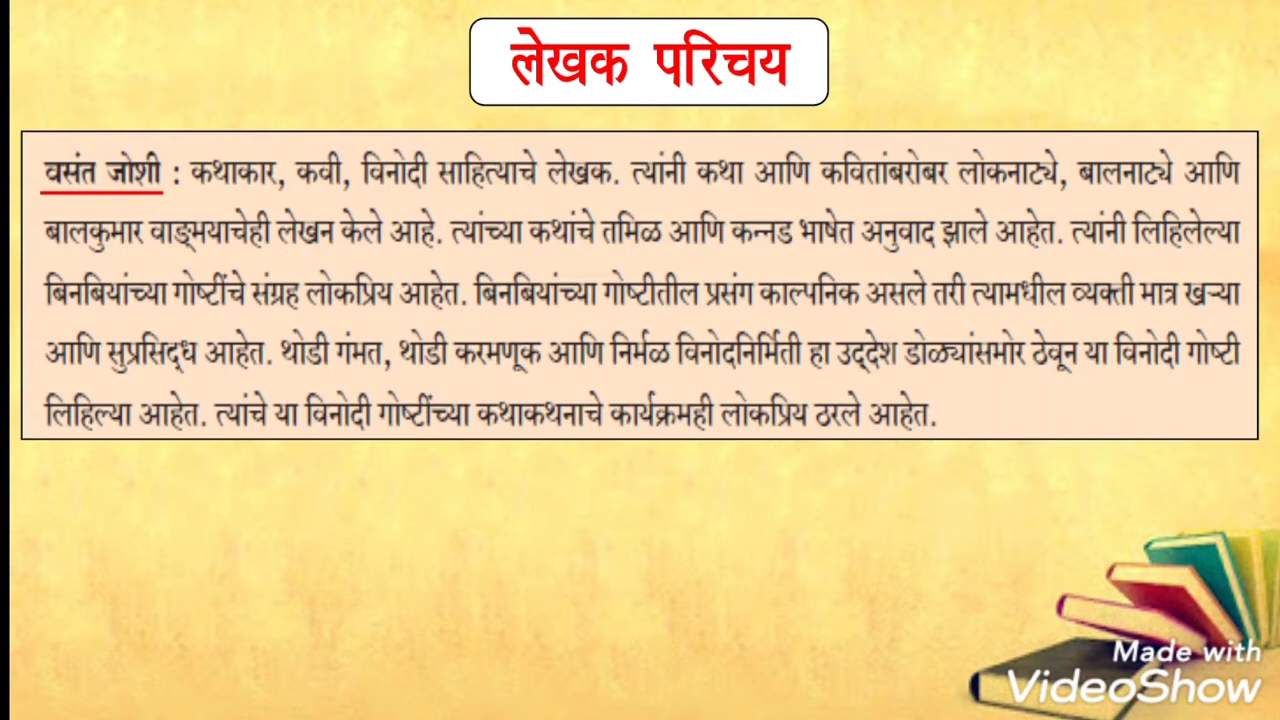 लेखक परिचय
वसंत जोशी : कथाकार, कवी, विनोदी साहित्याचे लेखक. त्यांनी कथा आणि कवितांबरोबर लोकनाट्ये, बालनाट्ये आणि
बालकुमार वाङ्मयाचेही लेखन केले आहे. त्यांच्या कथांचे तमिळ आणि कन्नड भाषेत अनुवाद झाले आहेत. त्यांनी लिहिलेल्या
बिनबियांच्या गोष्टींचे संग्रह लोकप्रिय आहेत. बिनबियांच्या गोष्टीतील प्रसंग काल्पनिक असले तरी त्यामधील व्यक्ती मात्र खऱ्या
आणि सुप्रसिद्ध आहेत. थोडी गंमत, थोडी करमणूक आणि निर्मळ विनोदनिर्मिती हा उद्देश डोळ्यांसमोर ठेवून या विनोदी गोष्टी
लिहिल्या आहेत. त्यांचे या विनोदी गोष्टींच्या कथाकथनाचे कार्यक्रमही लोकप्रिय ठरले आहेत.
Made with
VideoShow